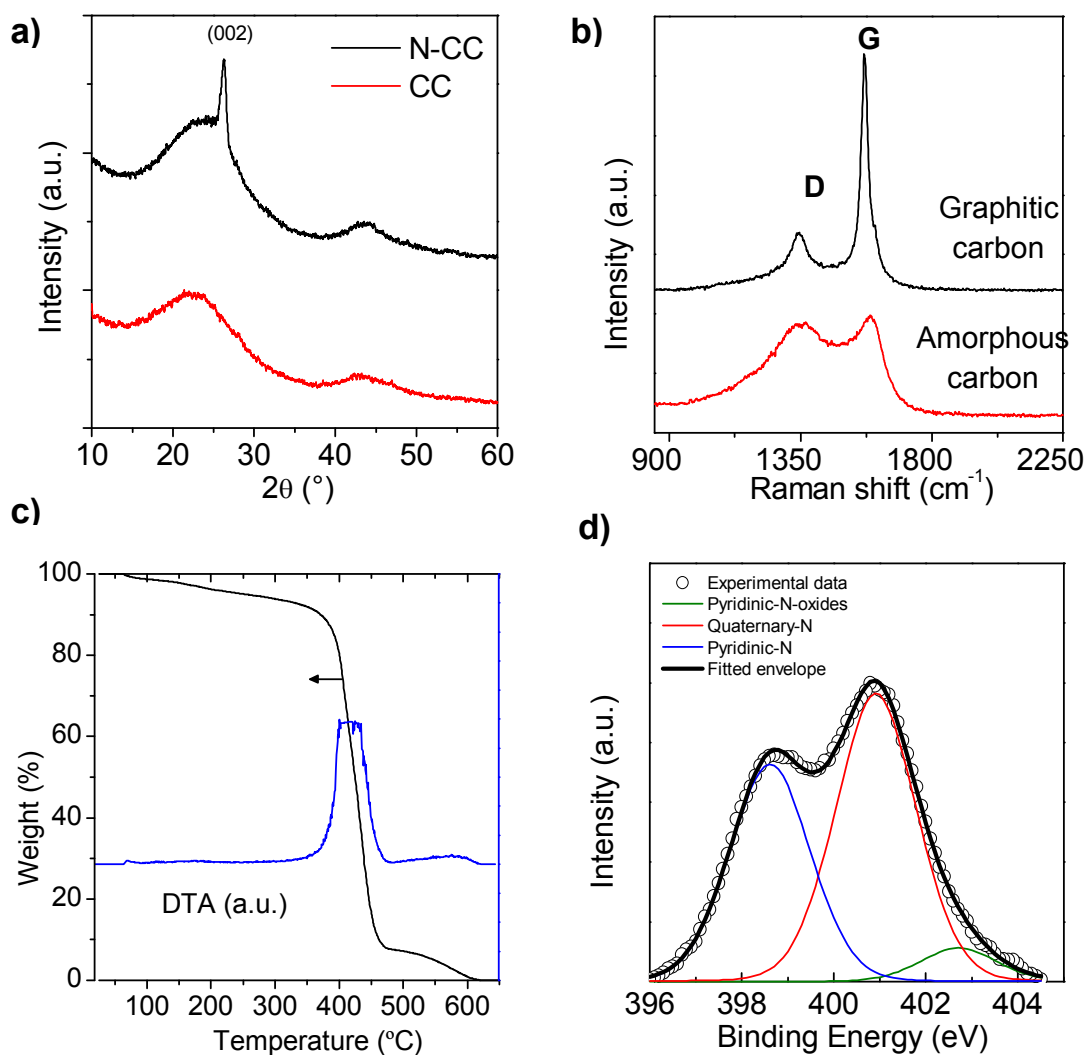 a)
(002)
N-CC
CC
Intensity (a.u.)
10 20 30 40 50 60
2θ (°)
b)
G
D
Graphitic
carbon
Amorphous
carbon
Intensity (a.u.)
900 1350 1800 2250
Raman shift (cm⁻¹)
c)
100
80
60
40
20
0
Weight (%)
DTA (a.u.)
100 200 300 400 500 600
Temperature (ºC)
d)
Experimental data
Pyridinic-N-oxides
Quaternary-N
Pyridinic-N
Fitted envelope
Intensity (a.u.)
396 398 400 402 404
Binding Energy (eV)